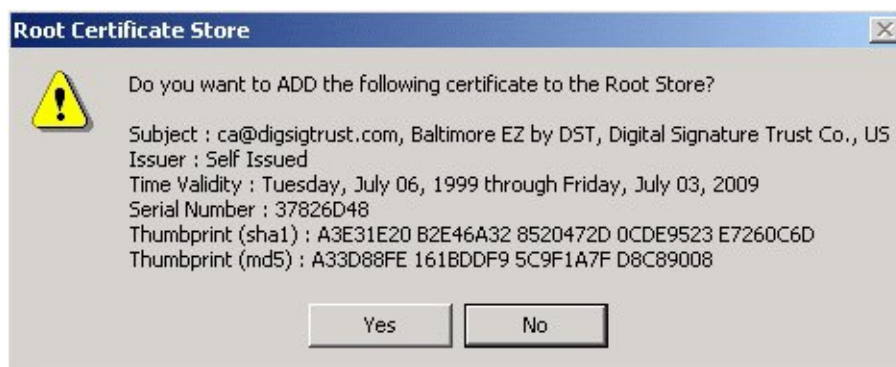 Root Certificate Store
Do you want to ADD the following certificate to the Root Store?
Subject : ca@digsigtrust.com, Baltimore EZ by DST, Digital Signature Trust Co., US
Issuer : Self Issued
Time Validity : Tuesday, July 06, 1999 through Friday, July 03, 2009
Serial Number : 37826D48
Thumbprint (sha1) : A3E31E20 B2E46A32 8520472D 0CDE9523 E7260C6D
Thumbprint (md5) : A33D88FE 161BDDF9 5C9F1A7F D8C89008
Yes No